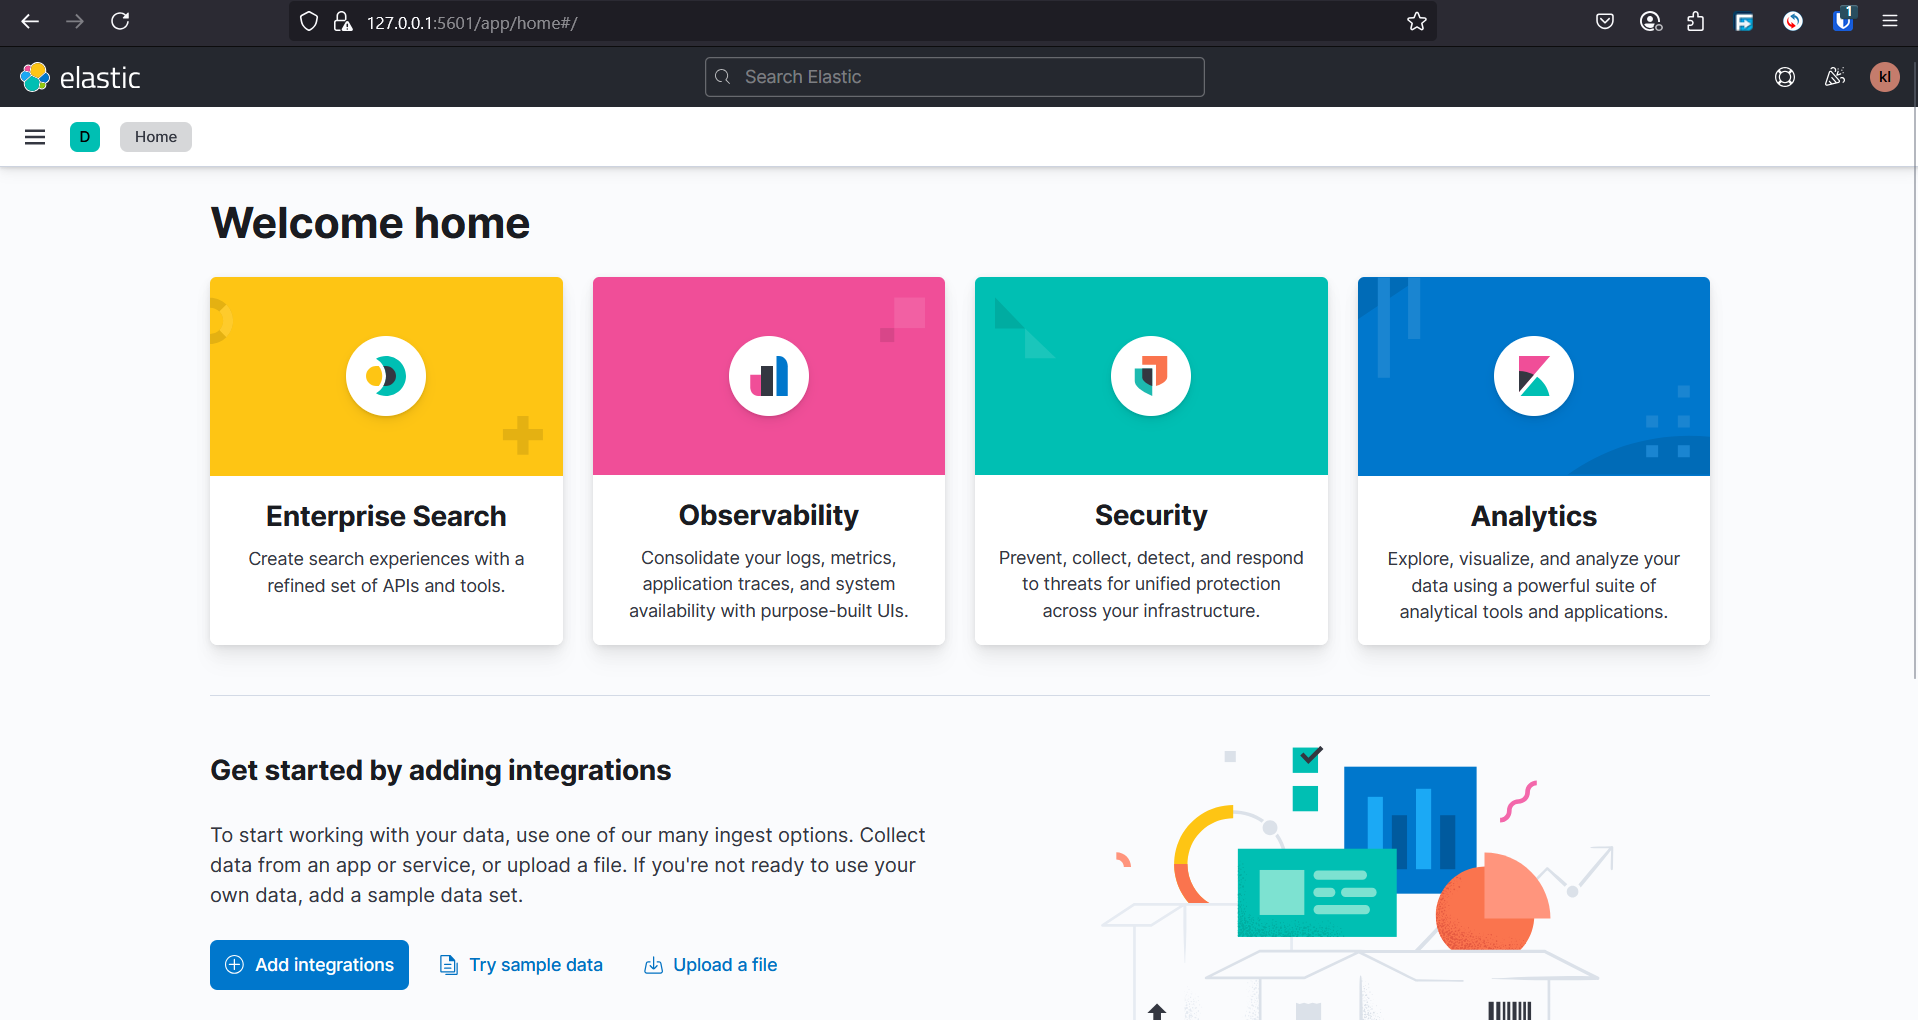 127.0.0.1:5601/app/home#/
1
elastic
Search Elastic
kl
D
Home
Welcome home
Enterprise Search
Create search experiences with a
refined set of APIs and tools.
Observability
Consolidate your logs, metrics,
application traces, and system
availability with purpose-built UIs.
Security
Prevent, collect, detect, and respond
to threats for unified protection
across your infrastructure.
Analytics
Explore, visualize, and analyze your
data using a powerful suite of
analytical tools and applications.
Get started by adding integrations
To start working with your data, use one of our many ingest options. Collect
data from an app or service, or upload a file. If you're not ready to use your
own data, add a sample data set.
Add integrations
Try sample data
Upload a file